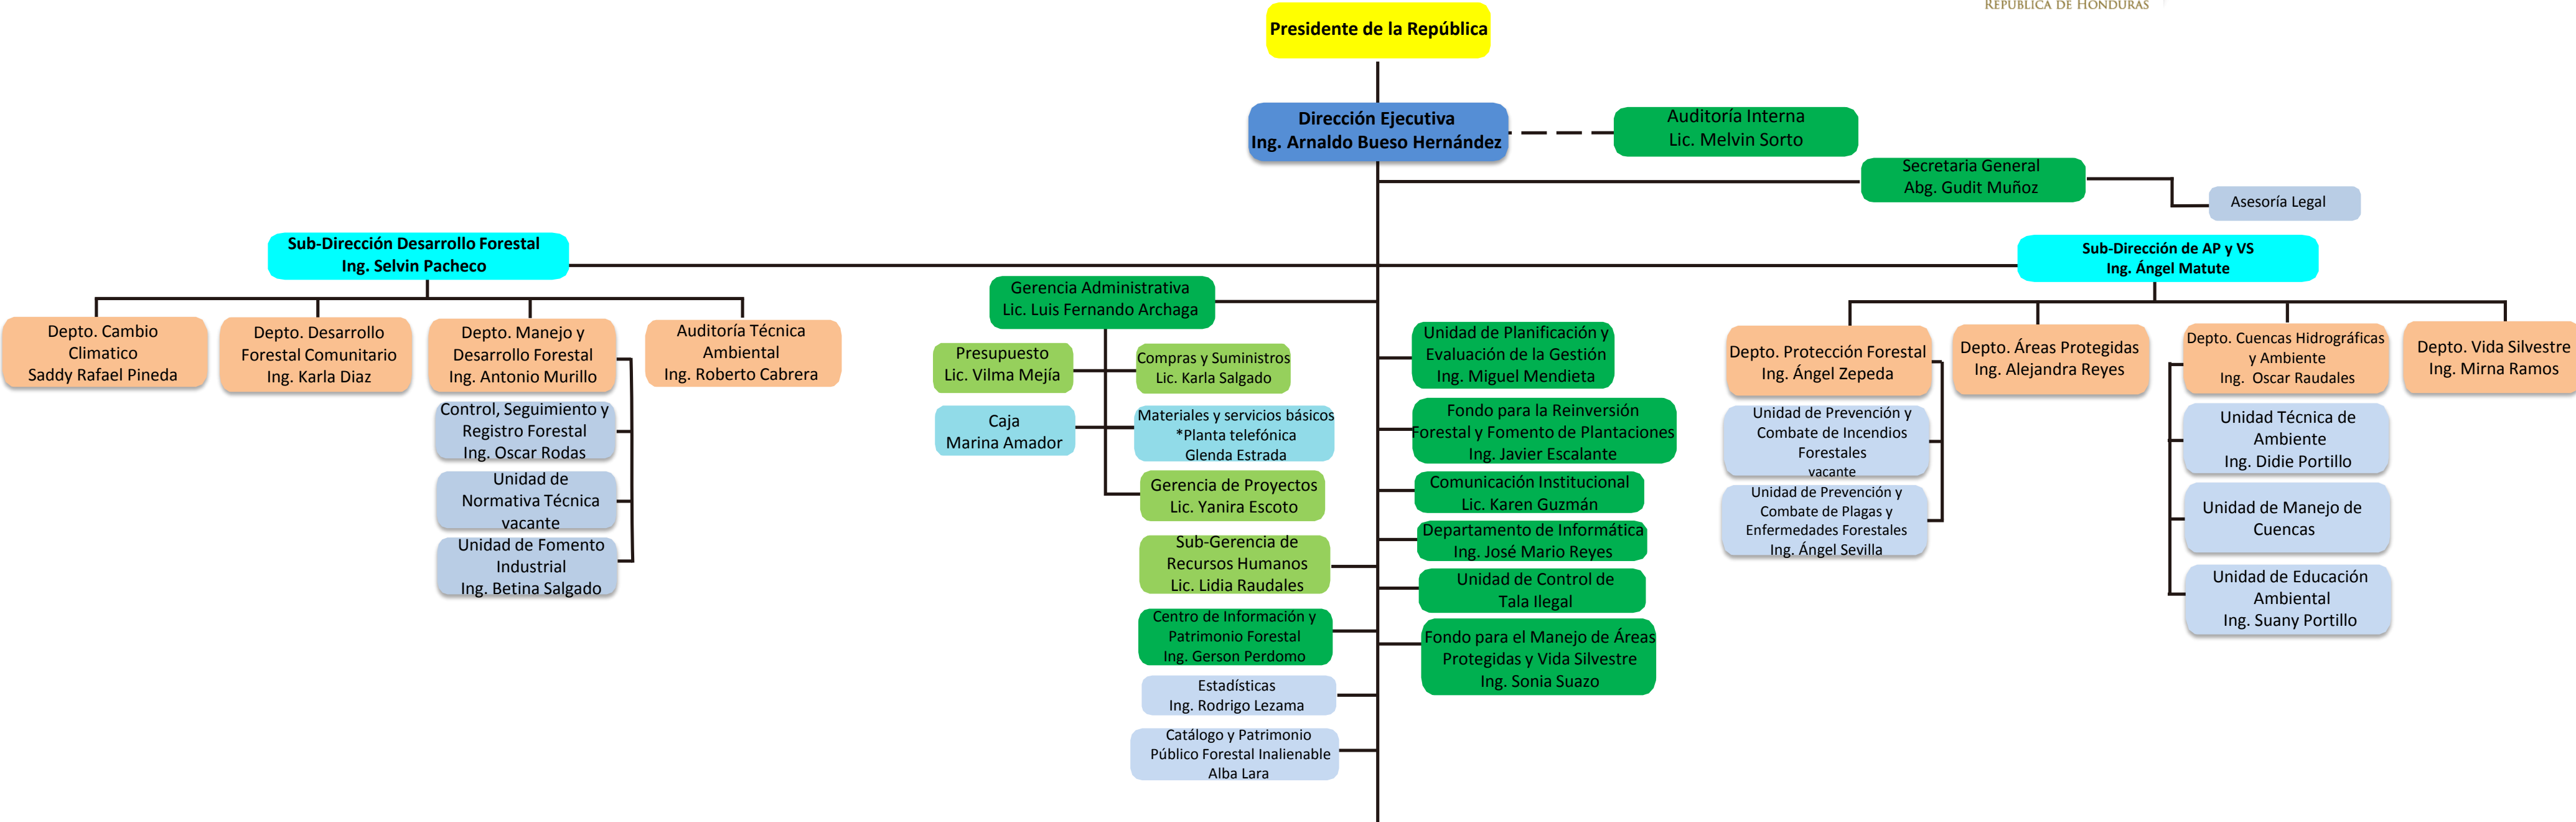 REPÚBLICA DE HONDURAS
Presidente de la República
Dirección Ejecutiva
Ing. Arnaldo Bueso Hernández
Auditoría Interna
Lic. Melvin Sorto
Secretaria General
Abg. Gudit Muñoz
Asesoría Legal
Sub-Dirección Desarrollo Forestal
Ing. Selvin Pacheco
Sub-Dirección de AP y VS
Ing. Ángel Matute
Depto. Cambio
Climatico
Saddy Rafael Pineda
Depto. Desarrollo
Forestal Comunitario
Ing. Karla Diaz
Depto. Manejo y
Desarrollo Forestal
Ing. Antonio Murillo
Auditoría Técnica
Ambiental
Ing. Roberto Cabrera
Control, Seguimiento y
Registro Forestal
Ing. Oscar Rodas
Unidad de
Normativa Técnica
vacante
Unidad de Fomento
Industrial
Ing. Betina Salgado
Gerencia Administrativa
Lic. Luis Fernando Archaga
Presupuesto
Lic. Vilma Mejía
Compras y Suministros
Lic. Karla Salgado
Caja
Marina Amador
Materiales y servicios básicos
*Planta telefónica
Glenda Estrada
Gerencia de Proyectos
Lic. Yanira Escoto
Sub-Gerencia de
Recursos Humanos
Lic. Lidia Raudales
Centro de Información y
Patrimonio Forestal
Ing. Gerson Perdomo
Estadísticas
Ing. Rodrigo Lezama
Catálogo y Patrimonio
Público Forestal Inalienable
Alba Lara
Unidad de Planificación y
Evaluación de la Gestión
Ing. Miguel Mendieta
Fondo para la Reinversión
Forestal y Fomento de Plantaciones
Ing. Javier Escalante
Comunicación Institucional
Lic. Karen Guzmán
Departamento de Informática
Ing. José Mario Reyes
Unidad de Control de
Tala Ilegal
Fondo para el Manejo de Áreas
Protegidas y Vida Silvestre
Ing. Sonia Suazo
Depto. Protección Forestal
Ing. Ángel Zepeda
Depto. Áreas Protegidas
Ing. Alejandra Reyes
Depto. Cuencas Hidrográficas
y Ambiente
Ing. Oscar Raudales
Depto. Vida Silvestre
Ing. Mirna Ramos
Unidad de Prevención y
Combate de Incendios
Forestales
vacante
Unidad de Prevención y
Combate de Plagas y
Enfermedades Forestales
Ing. Ángel Sevilla
Unidad Técnica de
Ambiente
Ing. Didie Portillo
Unidad de Manejo de
Cuencas
Unidad de Educación
Ambiental
Ing. Suany Portillo